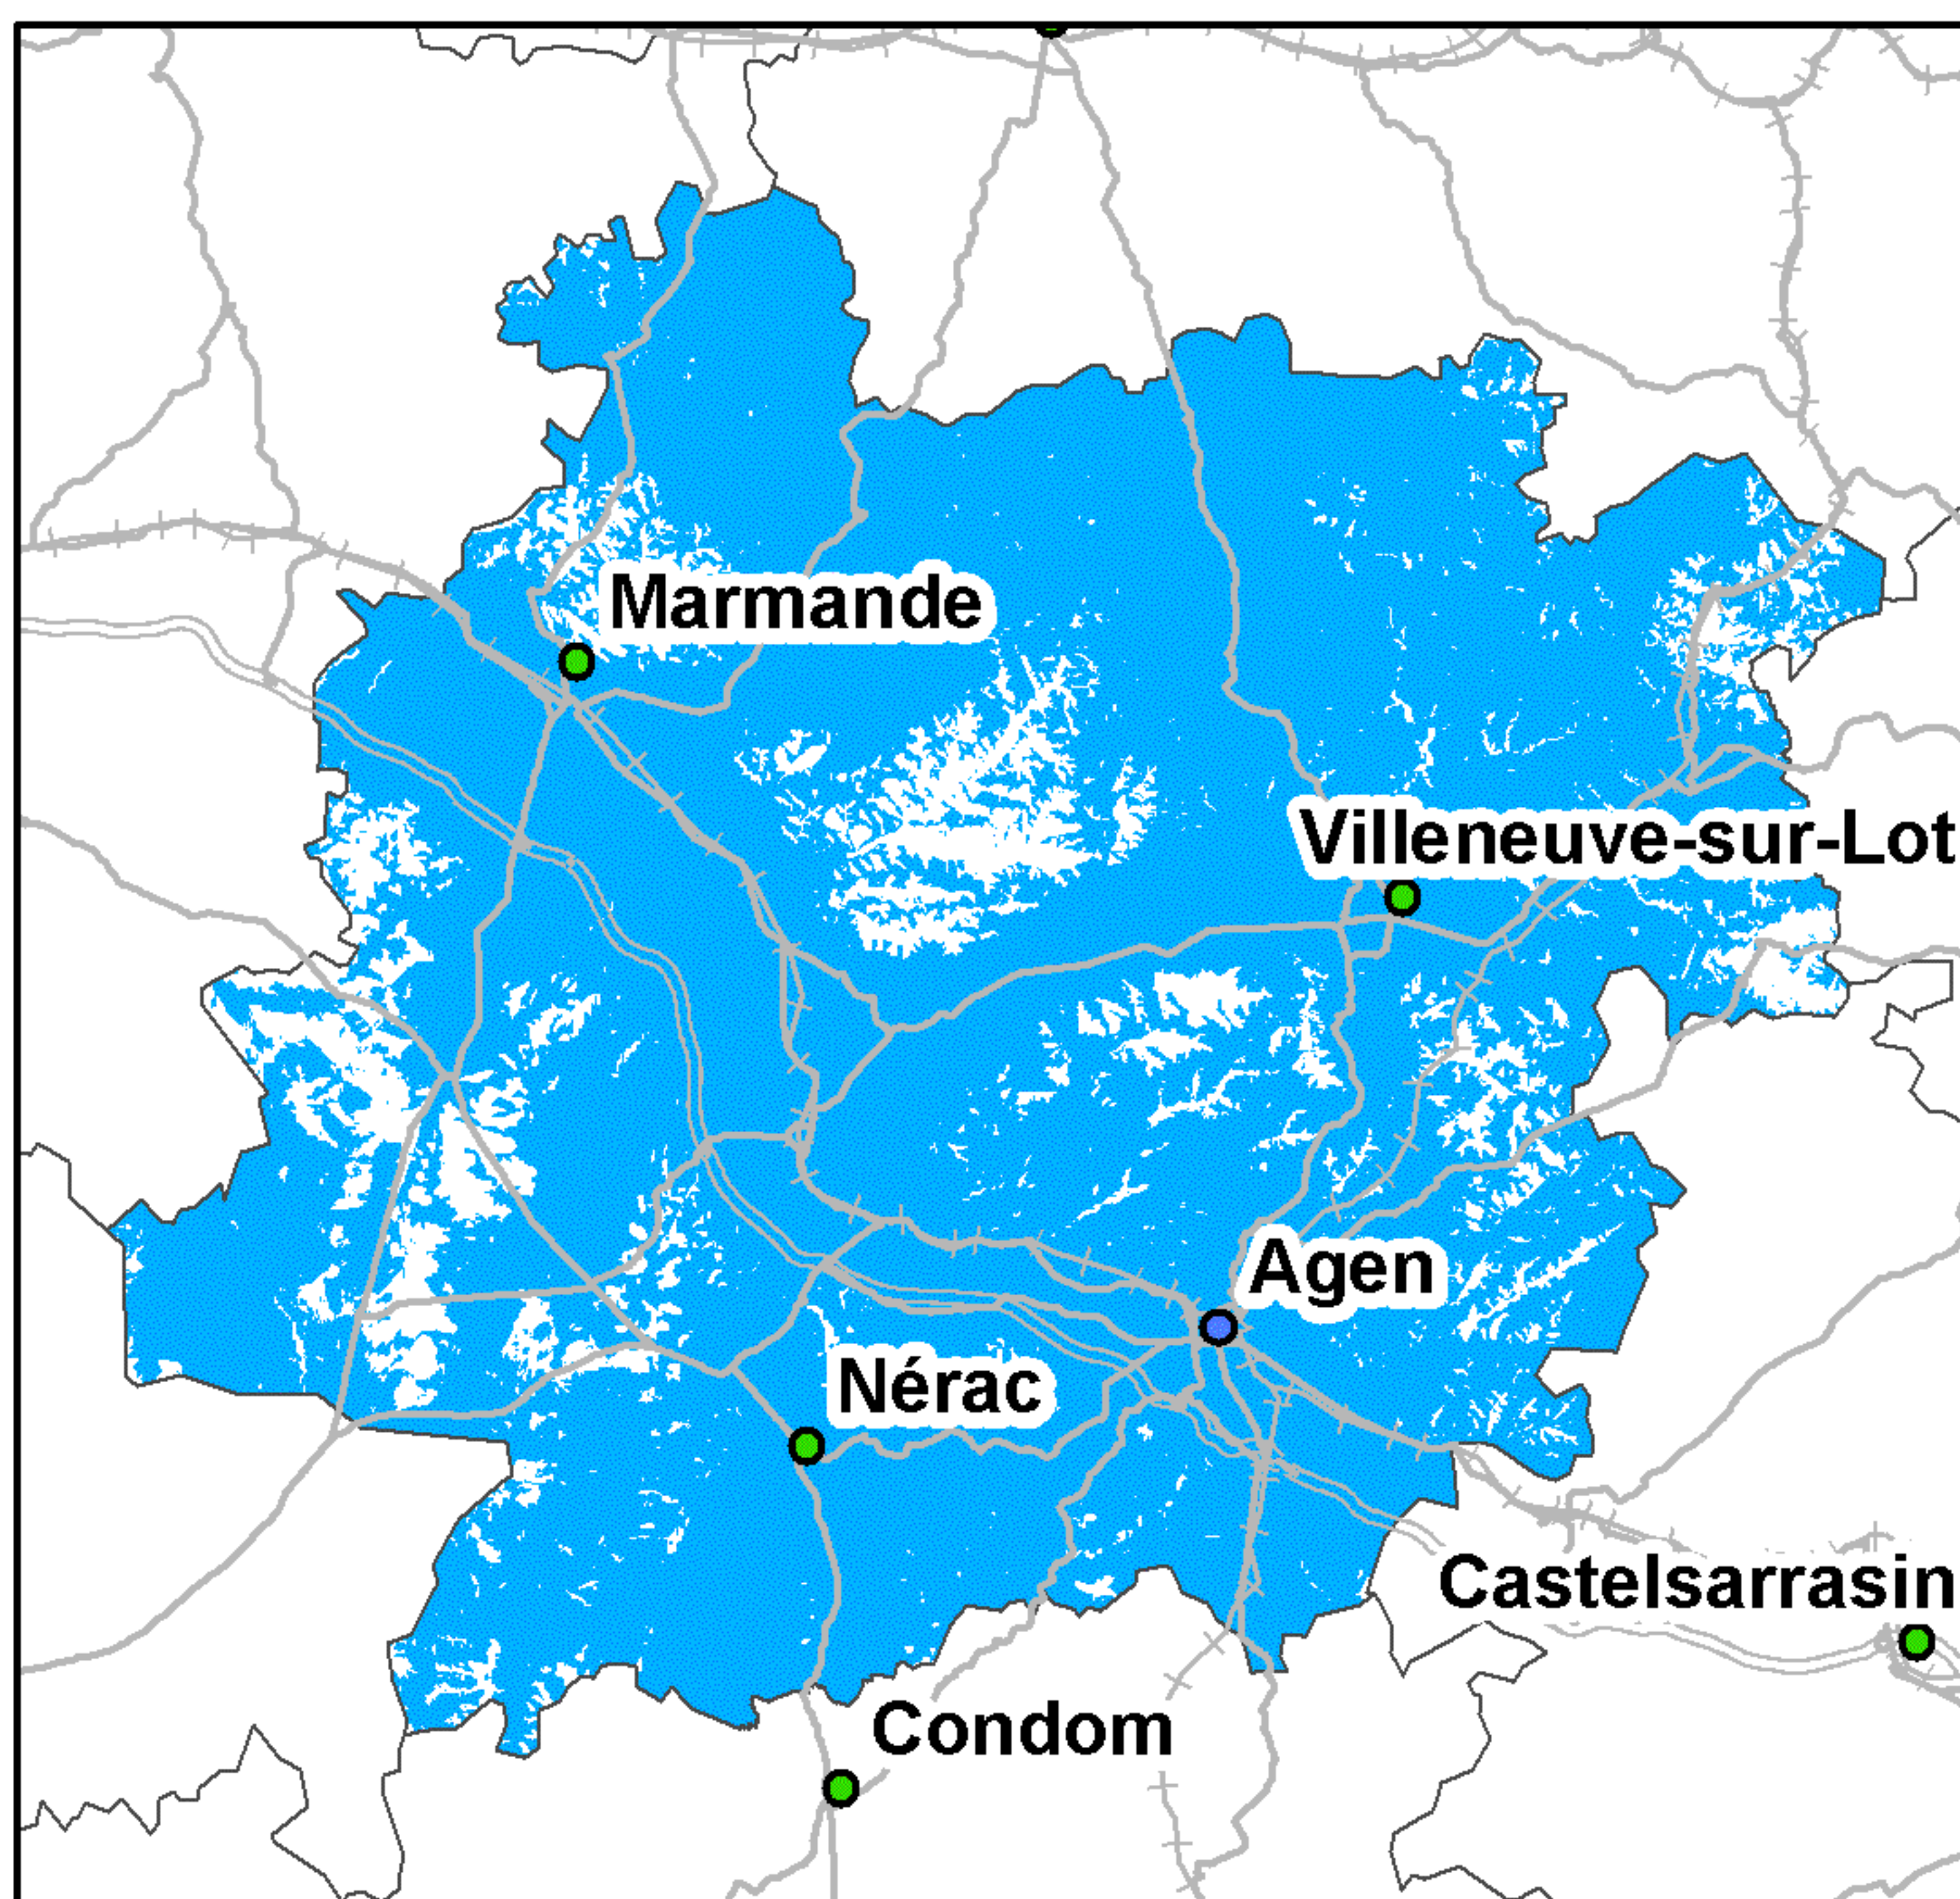 Marmande
Villeneuve-sur-Lot
Agen
Nérac
Castelsarrasin
Condom